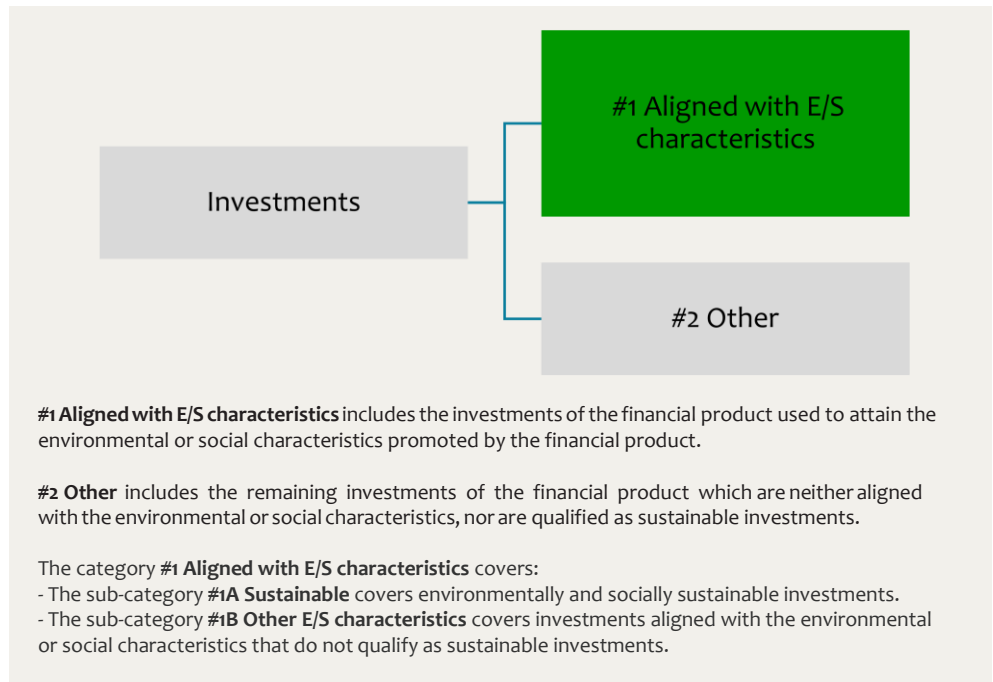 #1 Aligned with E/S
characteristics
Investments
#2 Other
#1 Aligned with E/S characteristics includes the investments of the financial product used to attain the
environmental or social characteristics promoted by the financial product.
#2 Other includes the remaining investments of the financial product which are neither aligned
with the environmental or social characteristics, nor are qualified as sustainable investments.
The category #1 Aligned with E/S characteristics covers:
- The sub-category #1A Sustainable covers environmentally and socially sustainable investments.
- The sub-category #1B Other E/S characteristics covers investments aligned with the environmental
or social characteristics that do not qualify as sustainable investments.